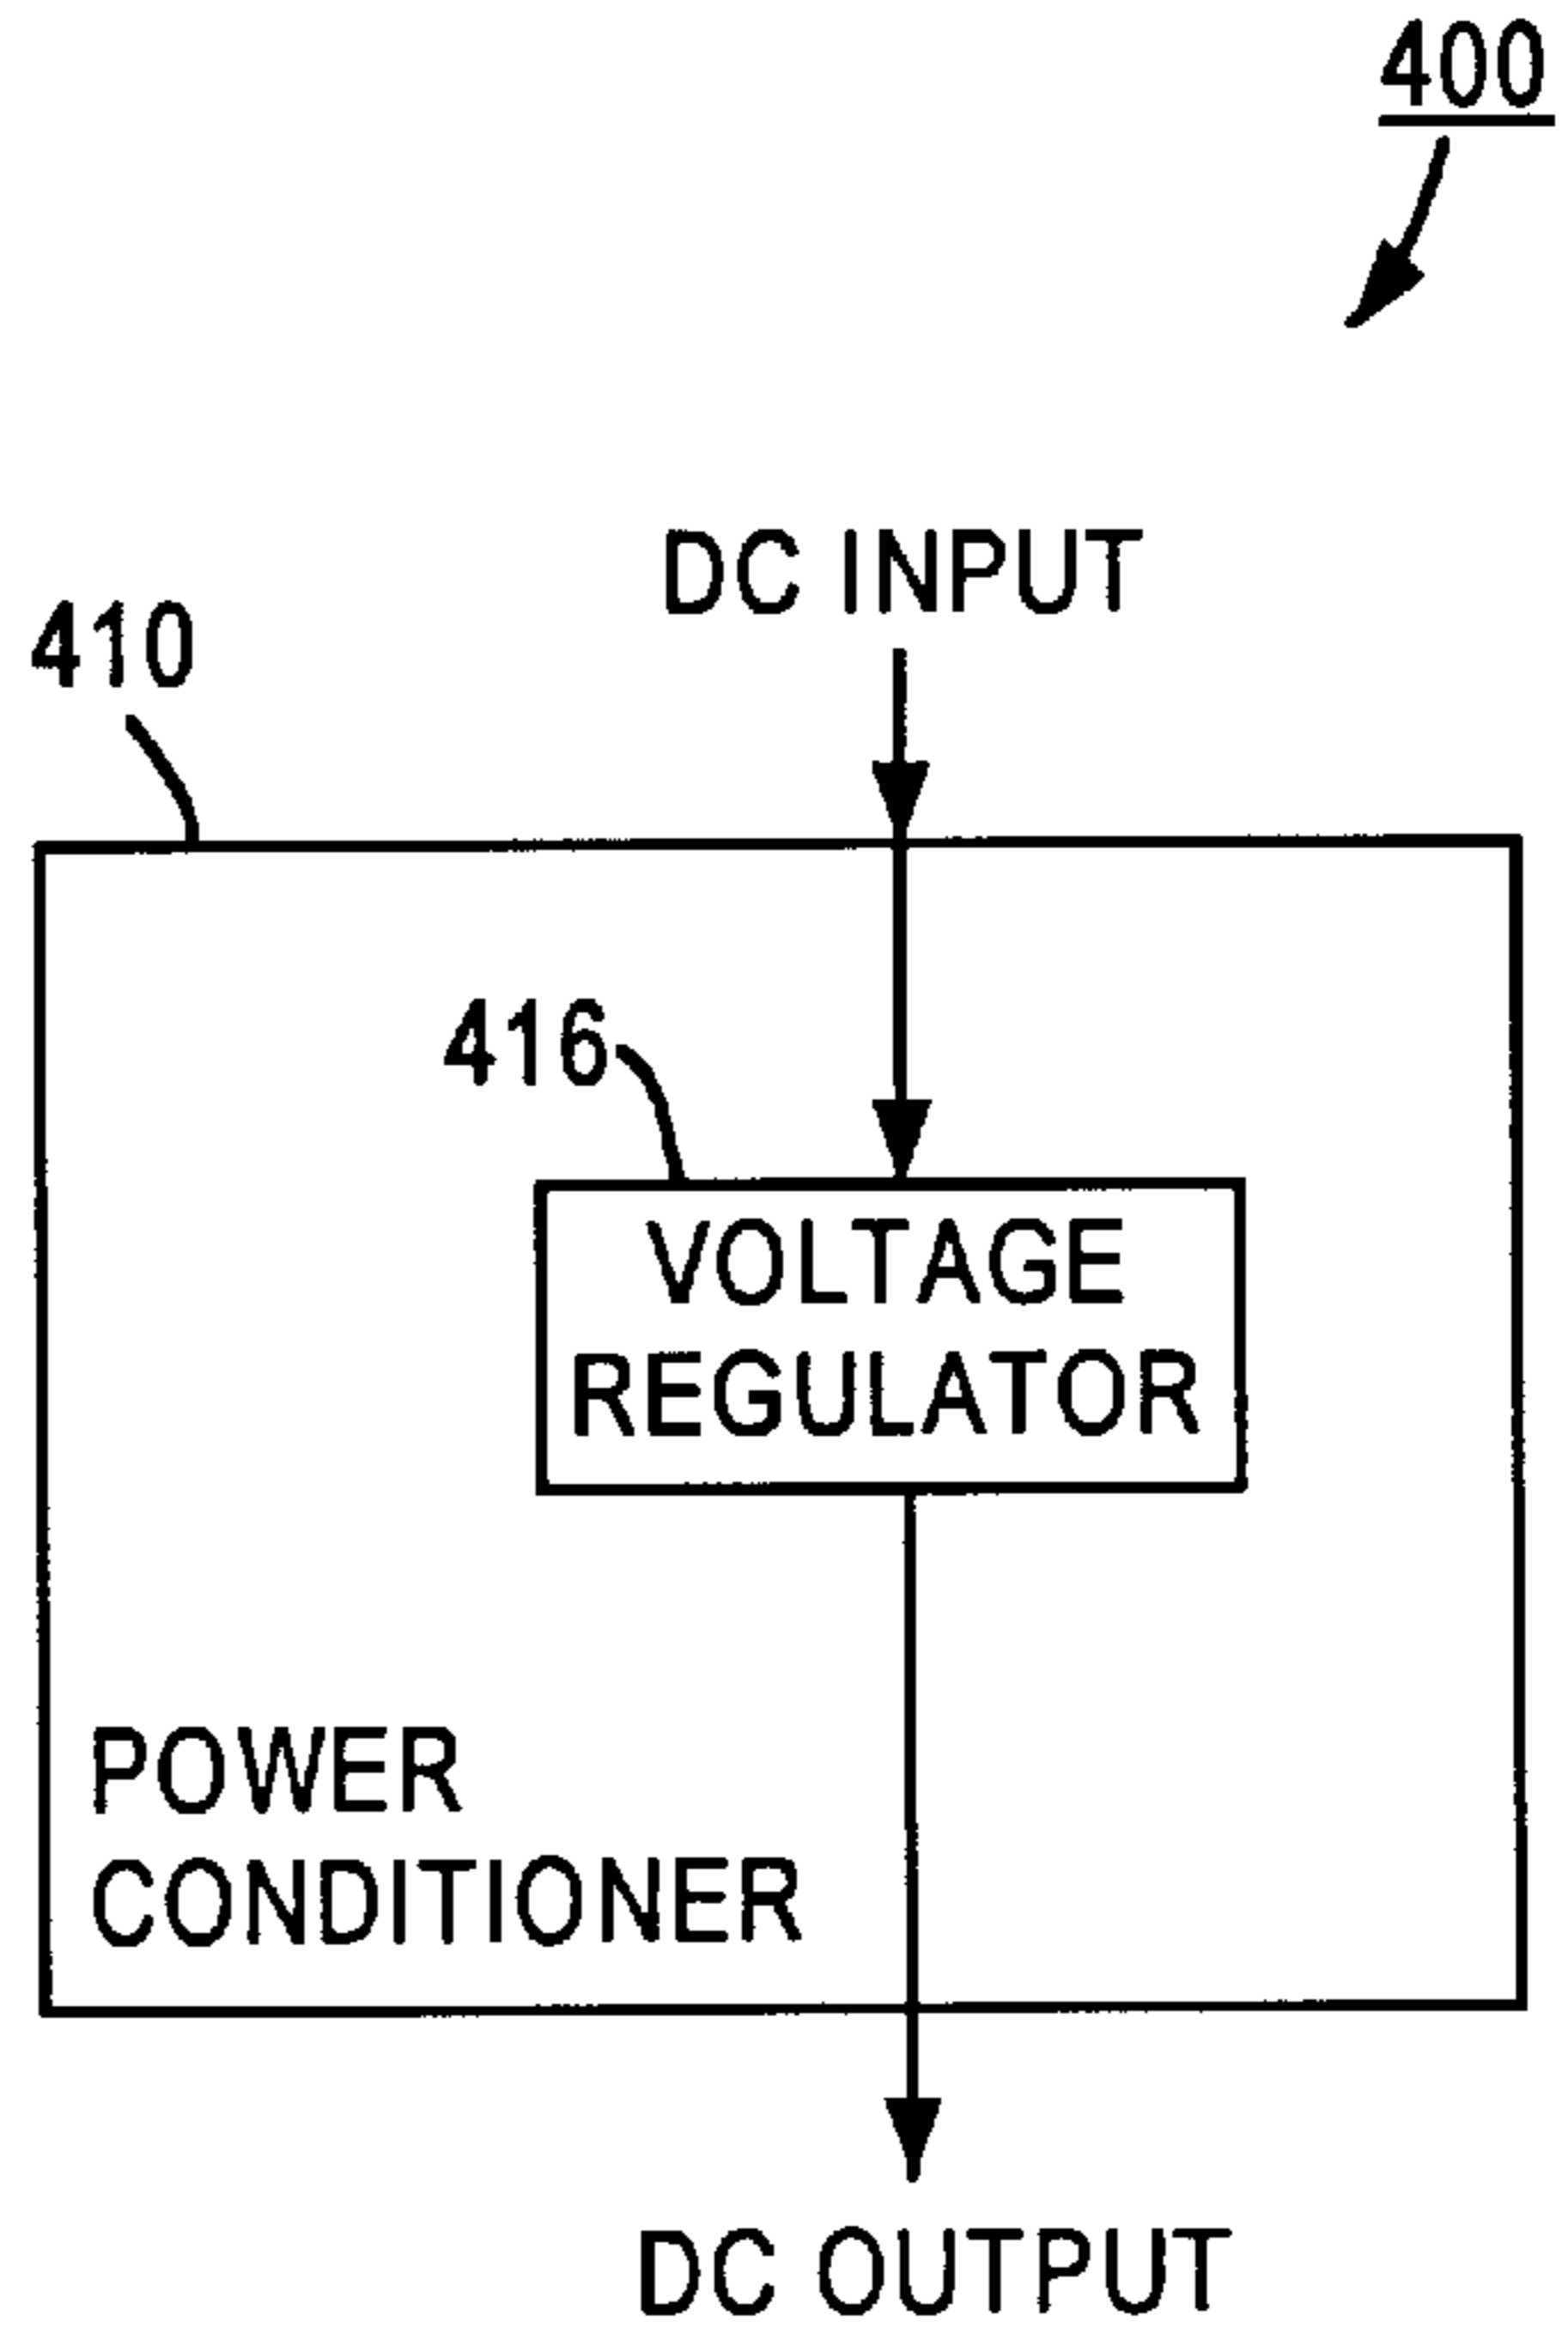 400
DC INPUT
410
416
VOLTAGE
REGULATOR
POWER
CONDITIONER
DC OUTPUT